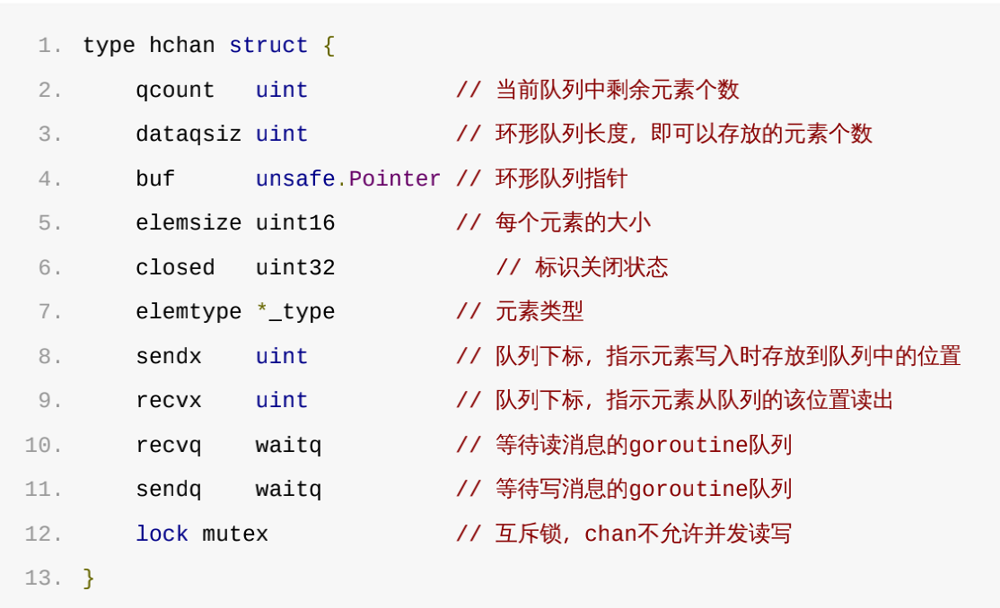 1. type hchan struct {
2.     qcount   uint           // 当前队列中剩余元素个数
3.     dataqsiz uint           // 环形队列长度，即可以存放的元素个数
4.     buf      unsafe.Pointer // 环形队列指针
5.     elemsize uint16         // 每个元素的大小
6.     closed   uint32            // 标识关闭状态
7.     elemtype *_type         // 元素类型
8.     sendx    uint           // 队列下标，指示元素写入时存放到队列中的位置
9.     recvx    uint           // 队列下标，指示元素从队列的该位置读出
10.     recvq    waitq          // 等待读消息的goroutine队列
11.     sendq    waitq          // 等待写消息的goroutine队列
12.     lock mutex              // 互斥锁，chan不允许并发读写
13. }